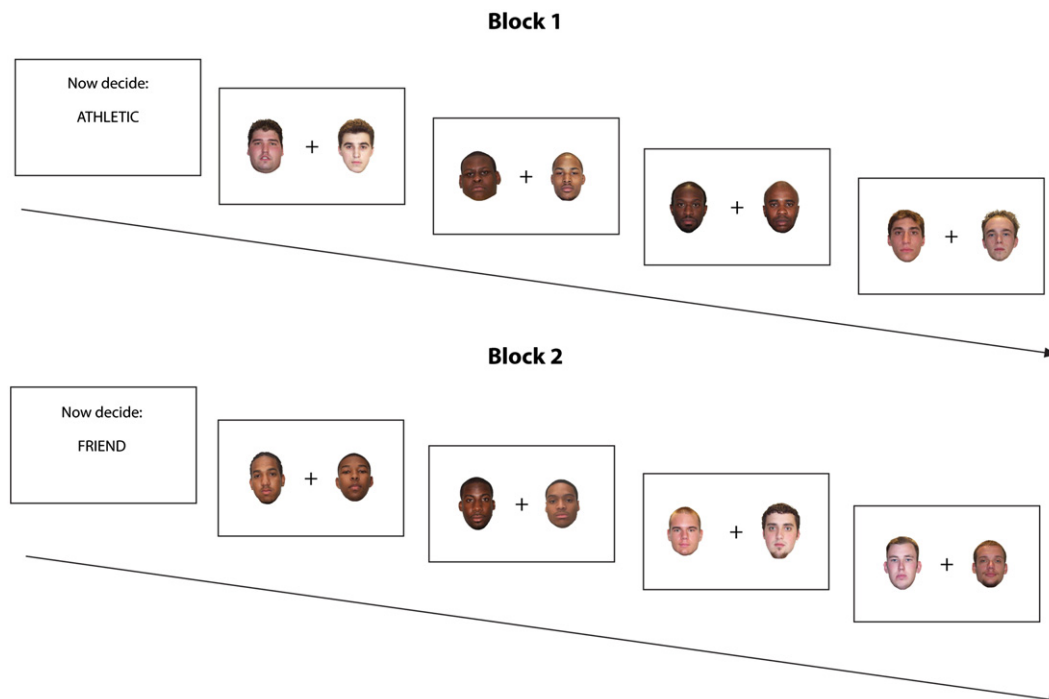 Block 1
Now decide:
ATHLETIC
+
+
+
+
Block 2
Now decide:
FRIEND
+
+
+
+